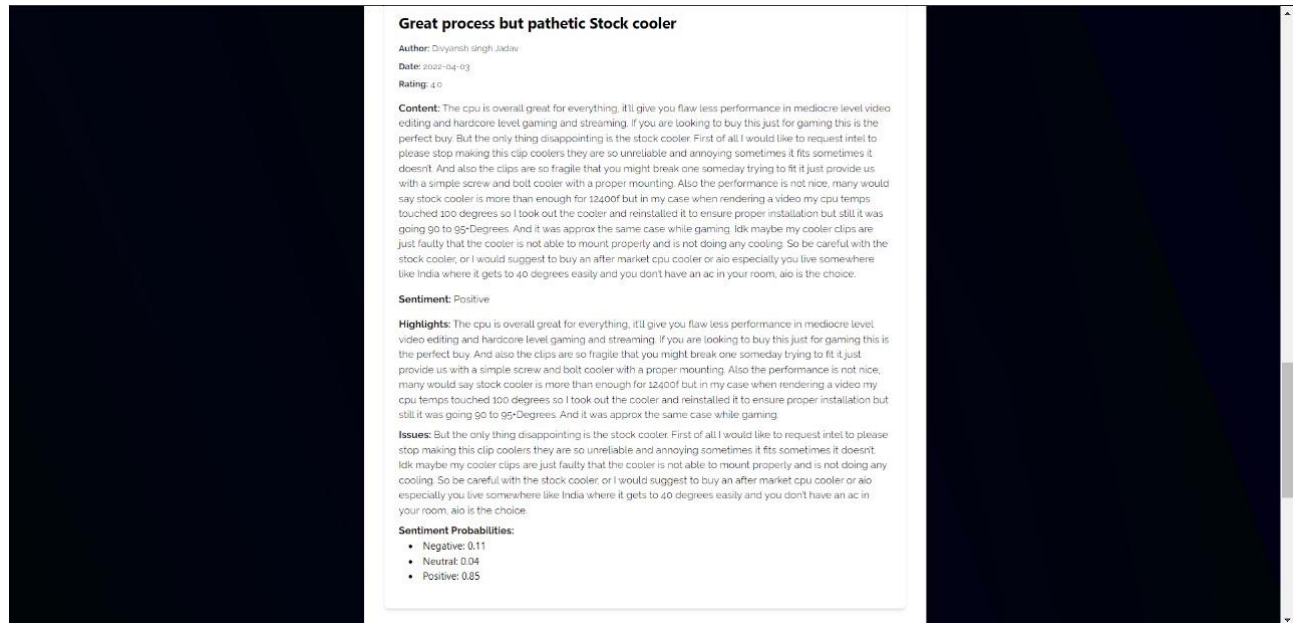 Great process but pathetic Stock cooler
Author: Divyansh singh Jadav
Date: 2022-04-03
Rating: 4.0
Content: The cpu is overall great for everything, it'll give you flaw less performance in mediocre level video
editing and hardcore level gaming and streaming. If you are looking to buy this just for gaming this is the
perfect buy. But the only thing disappointing is the stock cooler. First of all I would like to request intel to
please stop making this clip coolers they are so unreliable and annoying sometimes it fits sometimes it
doesn't. And also the clips are so fragile that you might break one someday trying to fit it just provide us
with a simple screw and bolt cooler with a proper mounting. Also the performance is not nice, many would
say stock cooler is more than enough for 12400f but in my case when rendering a video my cpu temps
touched 100 degrees so I took out the cooler and reinstalled it to ensure proper installation but still it was
going 90 to 95•Degrees. And it was approx the same case while gaming. Idk maybe my cooler clips are
just faulty that the cooler is not able to mount properly and is not doing any cooling. So be careful with the
stock cooler, or I would suggest to buy an after market cpu cooler or aio especially you live somewhere
like India where it gets to 40 degrees easily and you don't have an ac in your room, aio is the choice.
Sentiment: Positive
Highlights: The cpu is overall great for everything, it'll give you flaw less performance in mediocre level
video editing and hardcore level gaming and streaming. If you are looking to buy this just for gaming this is
the perfect buy. And also the clips are so fragile that you might break one someday trying to fit it just
provide us with a simple screw and bolt cooler with a proper mounting. Also the performance is not nice,
many would say stock cooler is more than enough for 12400f but in my case when rendering a video my
cpu temps touched 100 degrees so I took out the cooler and reinstalled it to ensure proper installation but
still it was going 90 to 95•Degrees. And it was approx the same case while gaming.
Issues: But the only thing disappointing is the stock cooler. First of all I would like to request intel to please
stop making this clip coolers they are so unreliable and annoying sometimes it fits sometimes it doesn't.
Idk maybe my cooler clips are just faulty that the cooler is not able to mount properly and is not doing any
cooling. So be careful with the stock cooler, or I would suggest to buy an after market cpu cooler or aio
especially you live somewhere like India where it gets to 40 degrees easily and you don't have an ac in
your room, aio is the choice.
Sentiment Probabilities:
• Negative: 0.11
• Neutral: 0.04
• Positive: 0.85